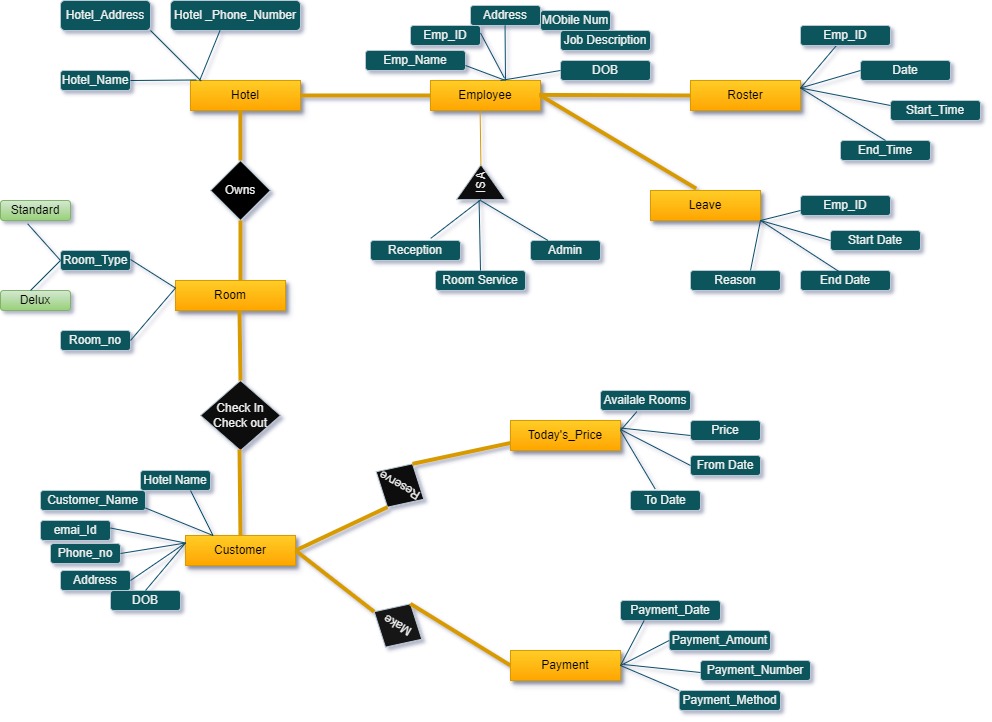 Hotel_Address
Hotel _Phone_Number
Address
MObile Num
Emp_ID
Job Description
Emp_Name
DOB
Hotel_Name
Hotel
Employee
Roster
Emp_ID
Date
Start_Time
End_Time
Owns
IS A
Leave
Emp_ID
Start Date
End Date
Reason
Reception
Admin
Room Service
Standard
Room_Type
Delux
Room
Room_no
Check In
Check out
Availale Rooms
Today's_Price
Price
From Date
To Date
Reserve
Hotel Name
Customer_Name
emai_Id
Phone_no
Customer
Address
DOB
Make
Payment_Date
Payment_Amount
Payment
Payment_Number
Payment_Method